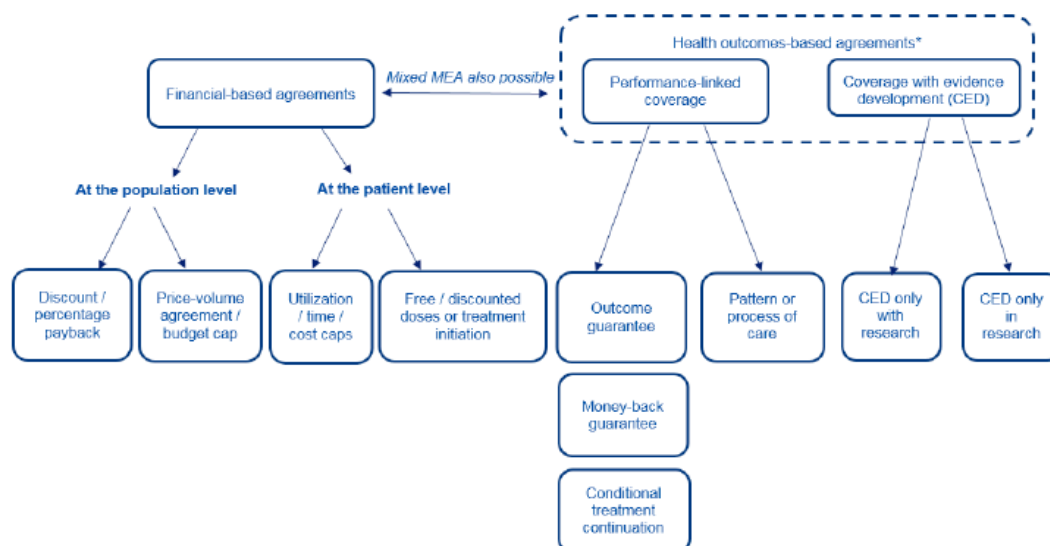 Health outcomes-based agreements*
Financial-based agreements
Mixed MEA also possible
Performance-linked
coverage
Coverage with evidence
development (CED)
At the population level
At the patient level
Discount /
percentage
payback
Price-volume
agreement /
budget cap
Utilization
/ time /
cost caps
Free / discounted
doses or treatment
initiation
Outcome
guarantee
Pattern or
process of
care
CED only
with
research
CED only
in
research
Money-back
guarantee
Conditional
treatment
continuation